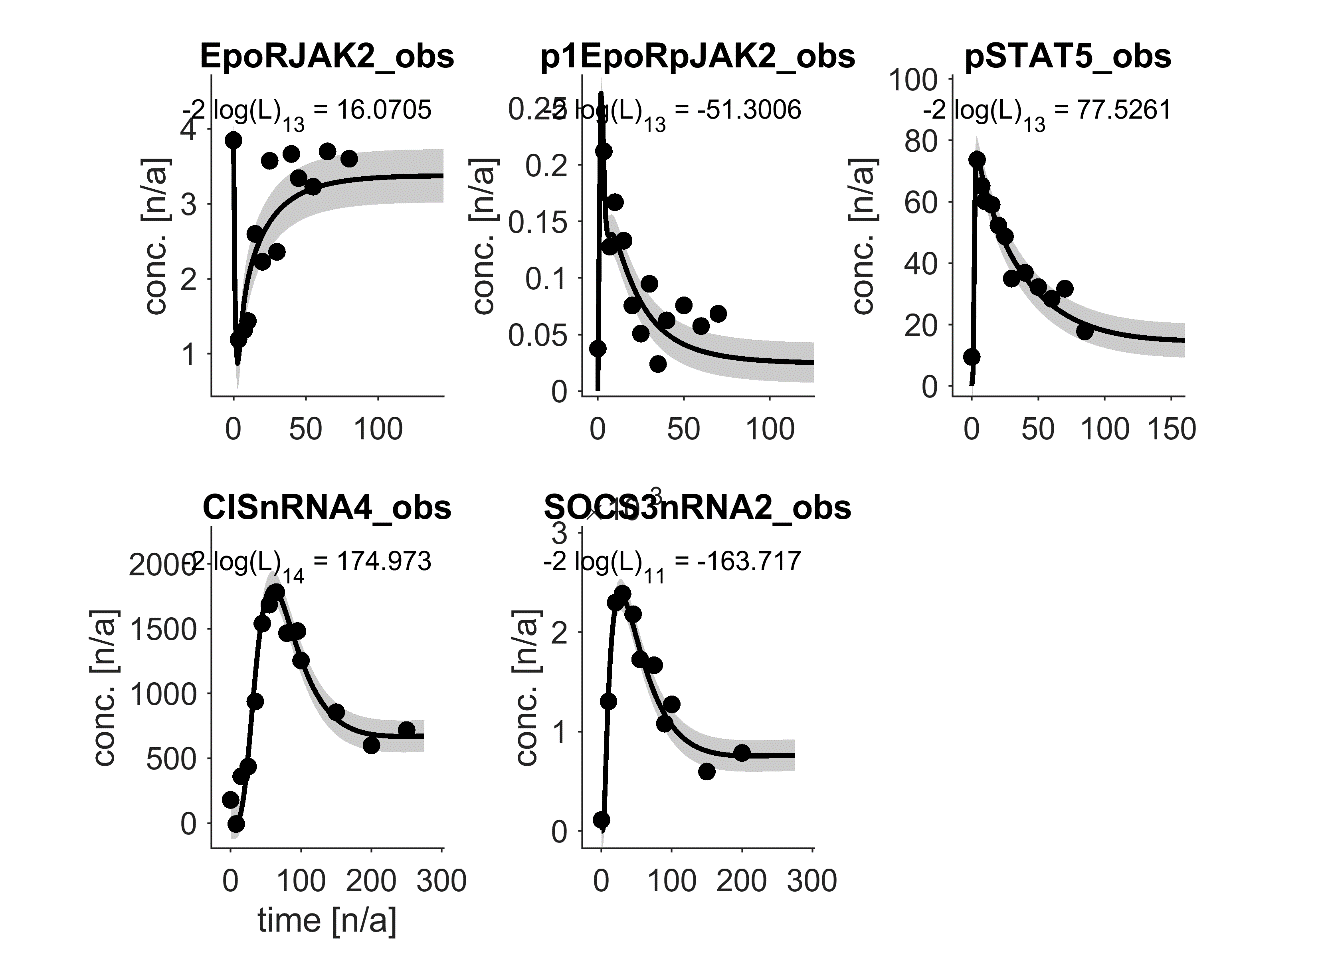 EpoRJAK2_obs
-2 log(L)13 = 16.0705
4
3
2
1
conc. [n/a]
0 50 100
p1EpoRpJAK2_obs
-2 log(L)13 = -51.3006
0.25
0.2
0.15
0.1
0.05
0
conc. [n/a]
0 50 100
pSTAT5_obs
-2 log(L)13 = 77.5261
100
80
60
40
20
0
conc. [n/a]
0 50 100 150
CISnRNA4_obs
-2 log(L)14 = 174.973
2000
1500
1000
500
0
conc. [n/a]
0 100 200 300
time [n/a]
SOCS3nRNA2_obs
-2 log(L)11 = -163.717
3
2
1
0
conc. [n/a]
0 100 200 300